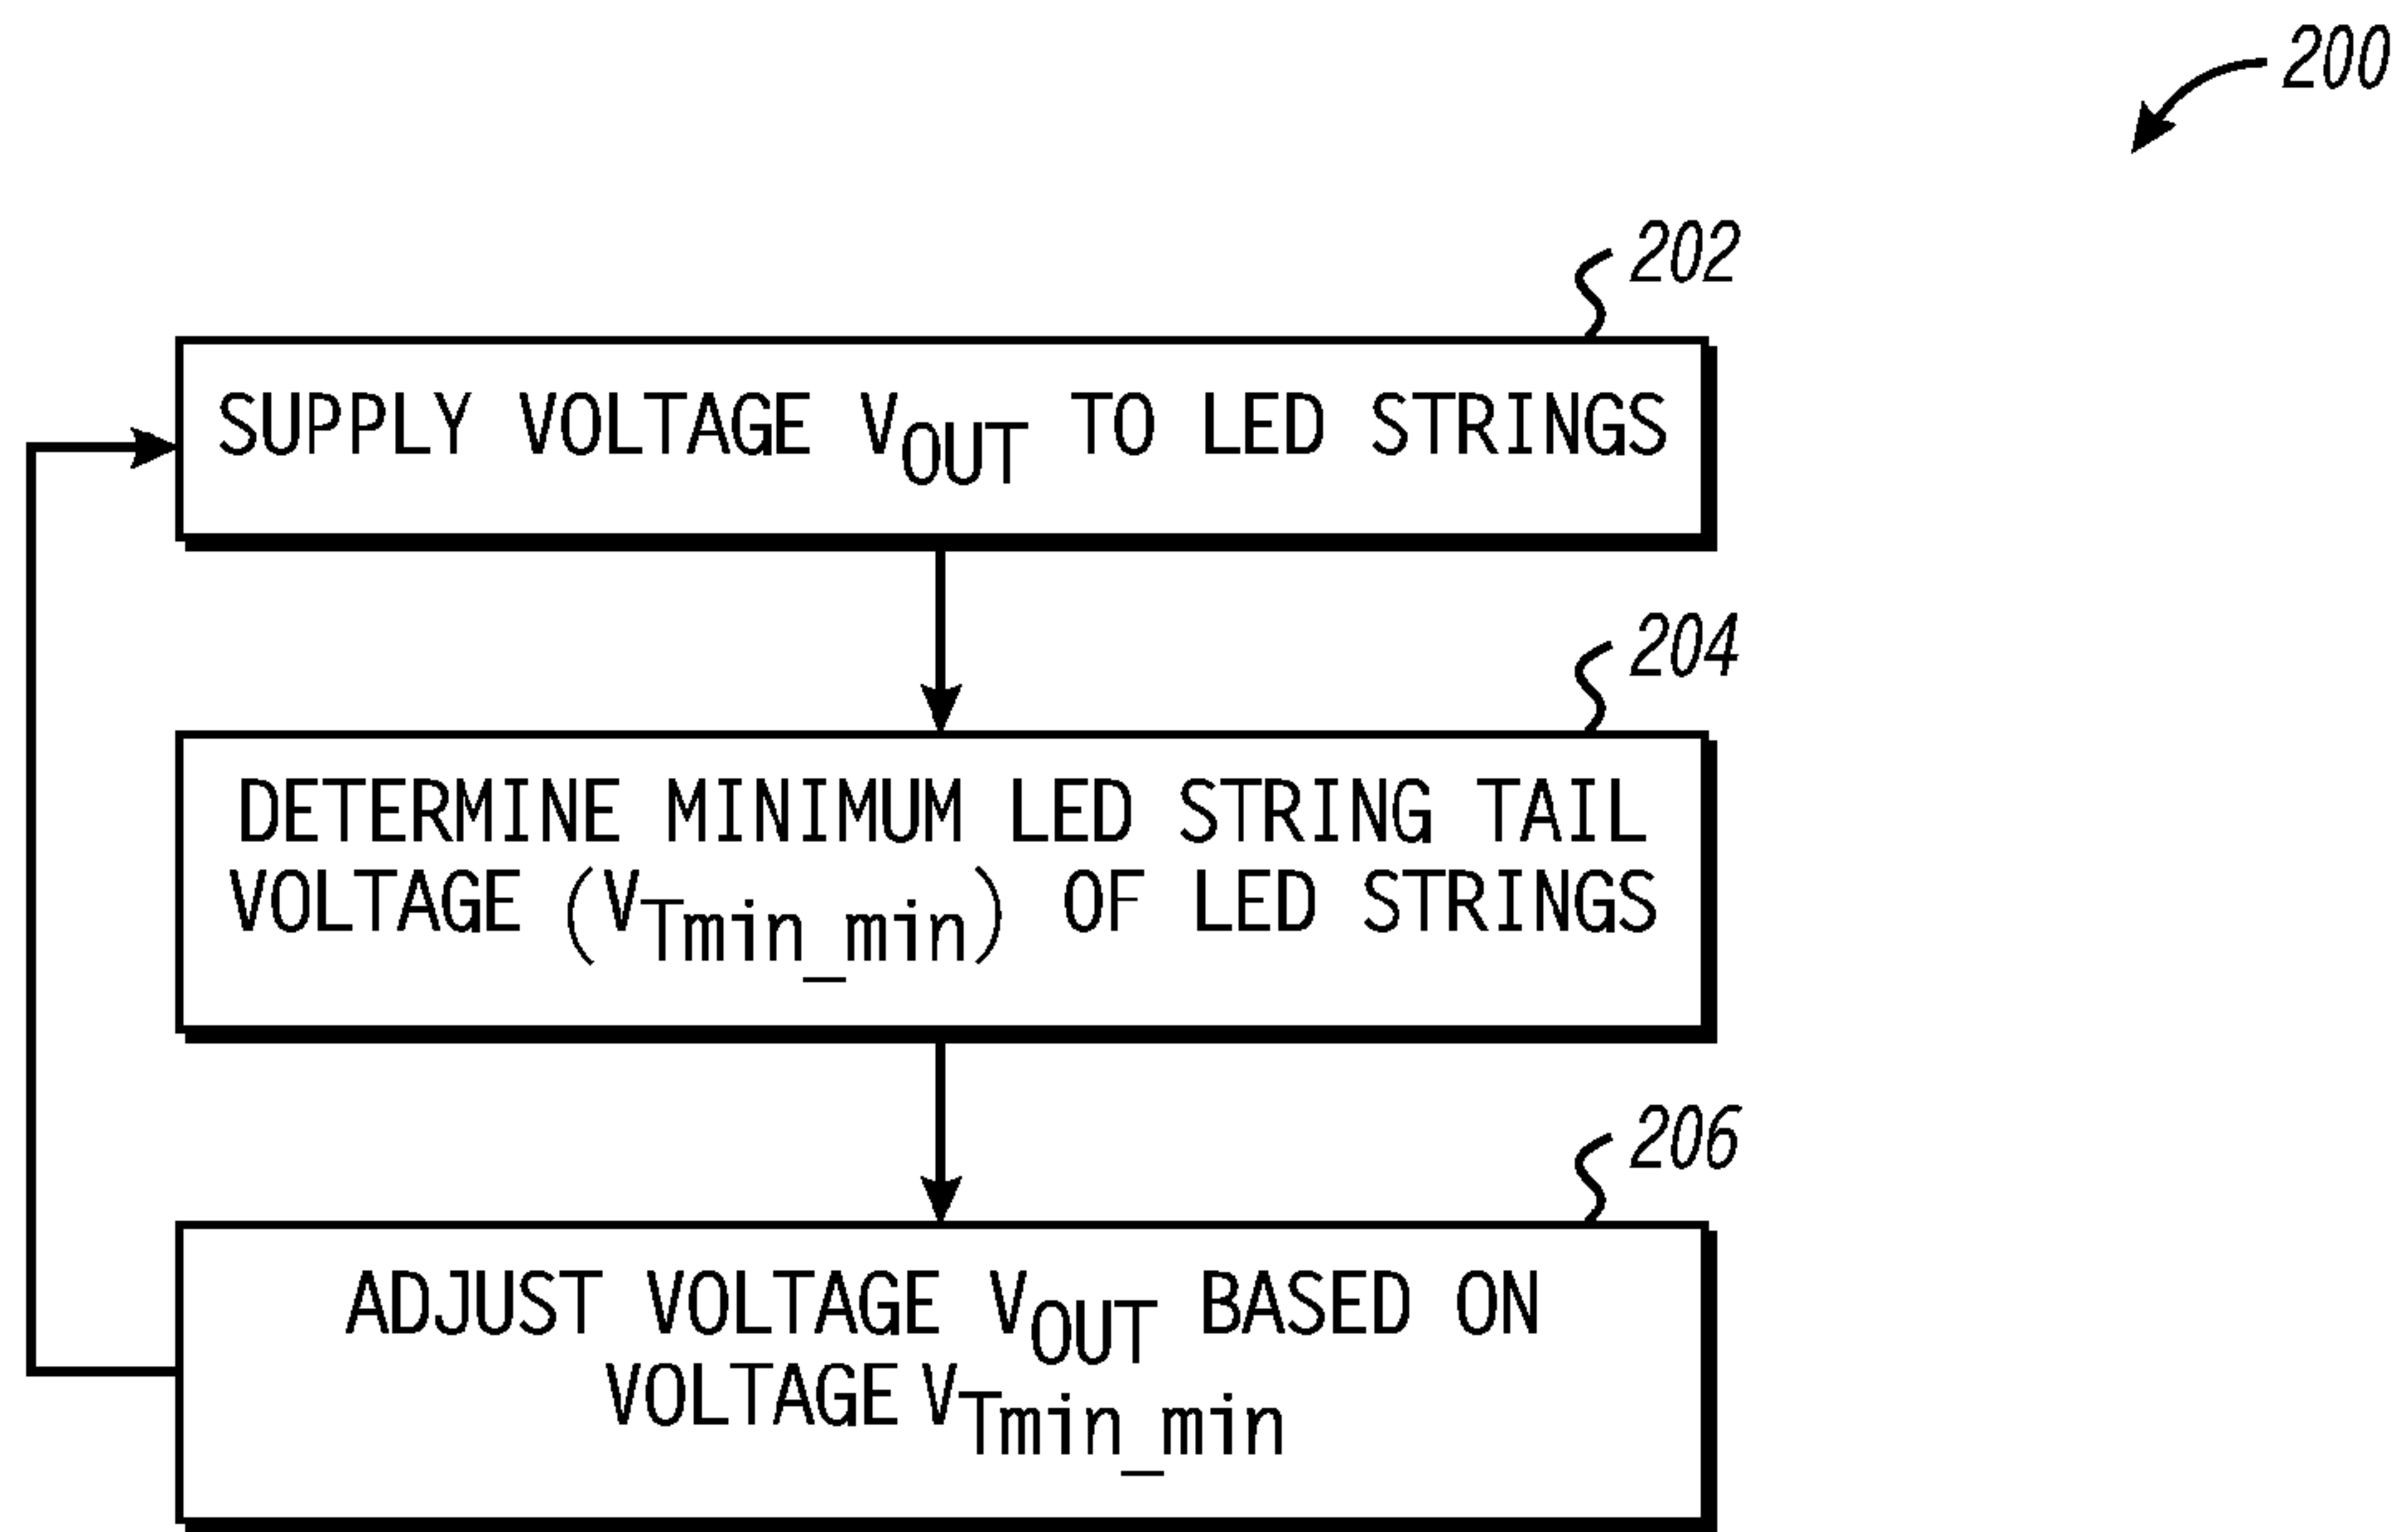 200
202
SUPPLY VOLTAGE VOUT TO LED STRINGS
204
DETERMINE MINIMUM LED STRING TAIL
VOLTAGE (VTmin_min) OF LED STRINGS
206
ADJUST VOLTAGE VOUT BASED ON
VOLTAGE VTmin_min